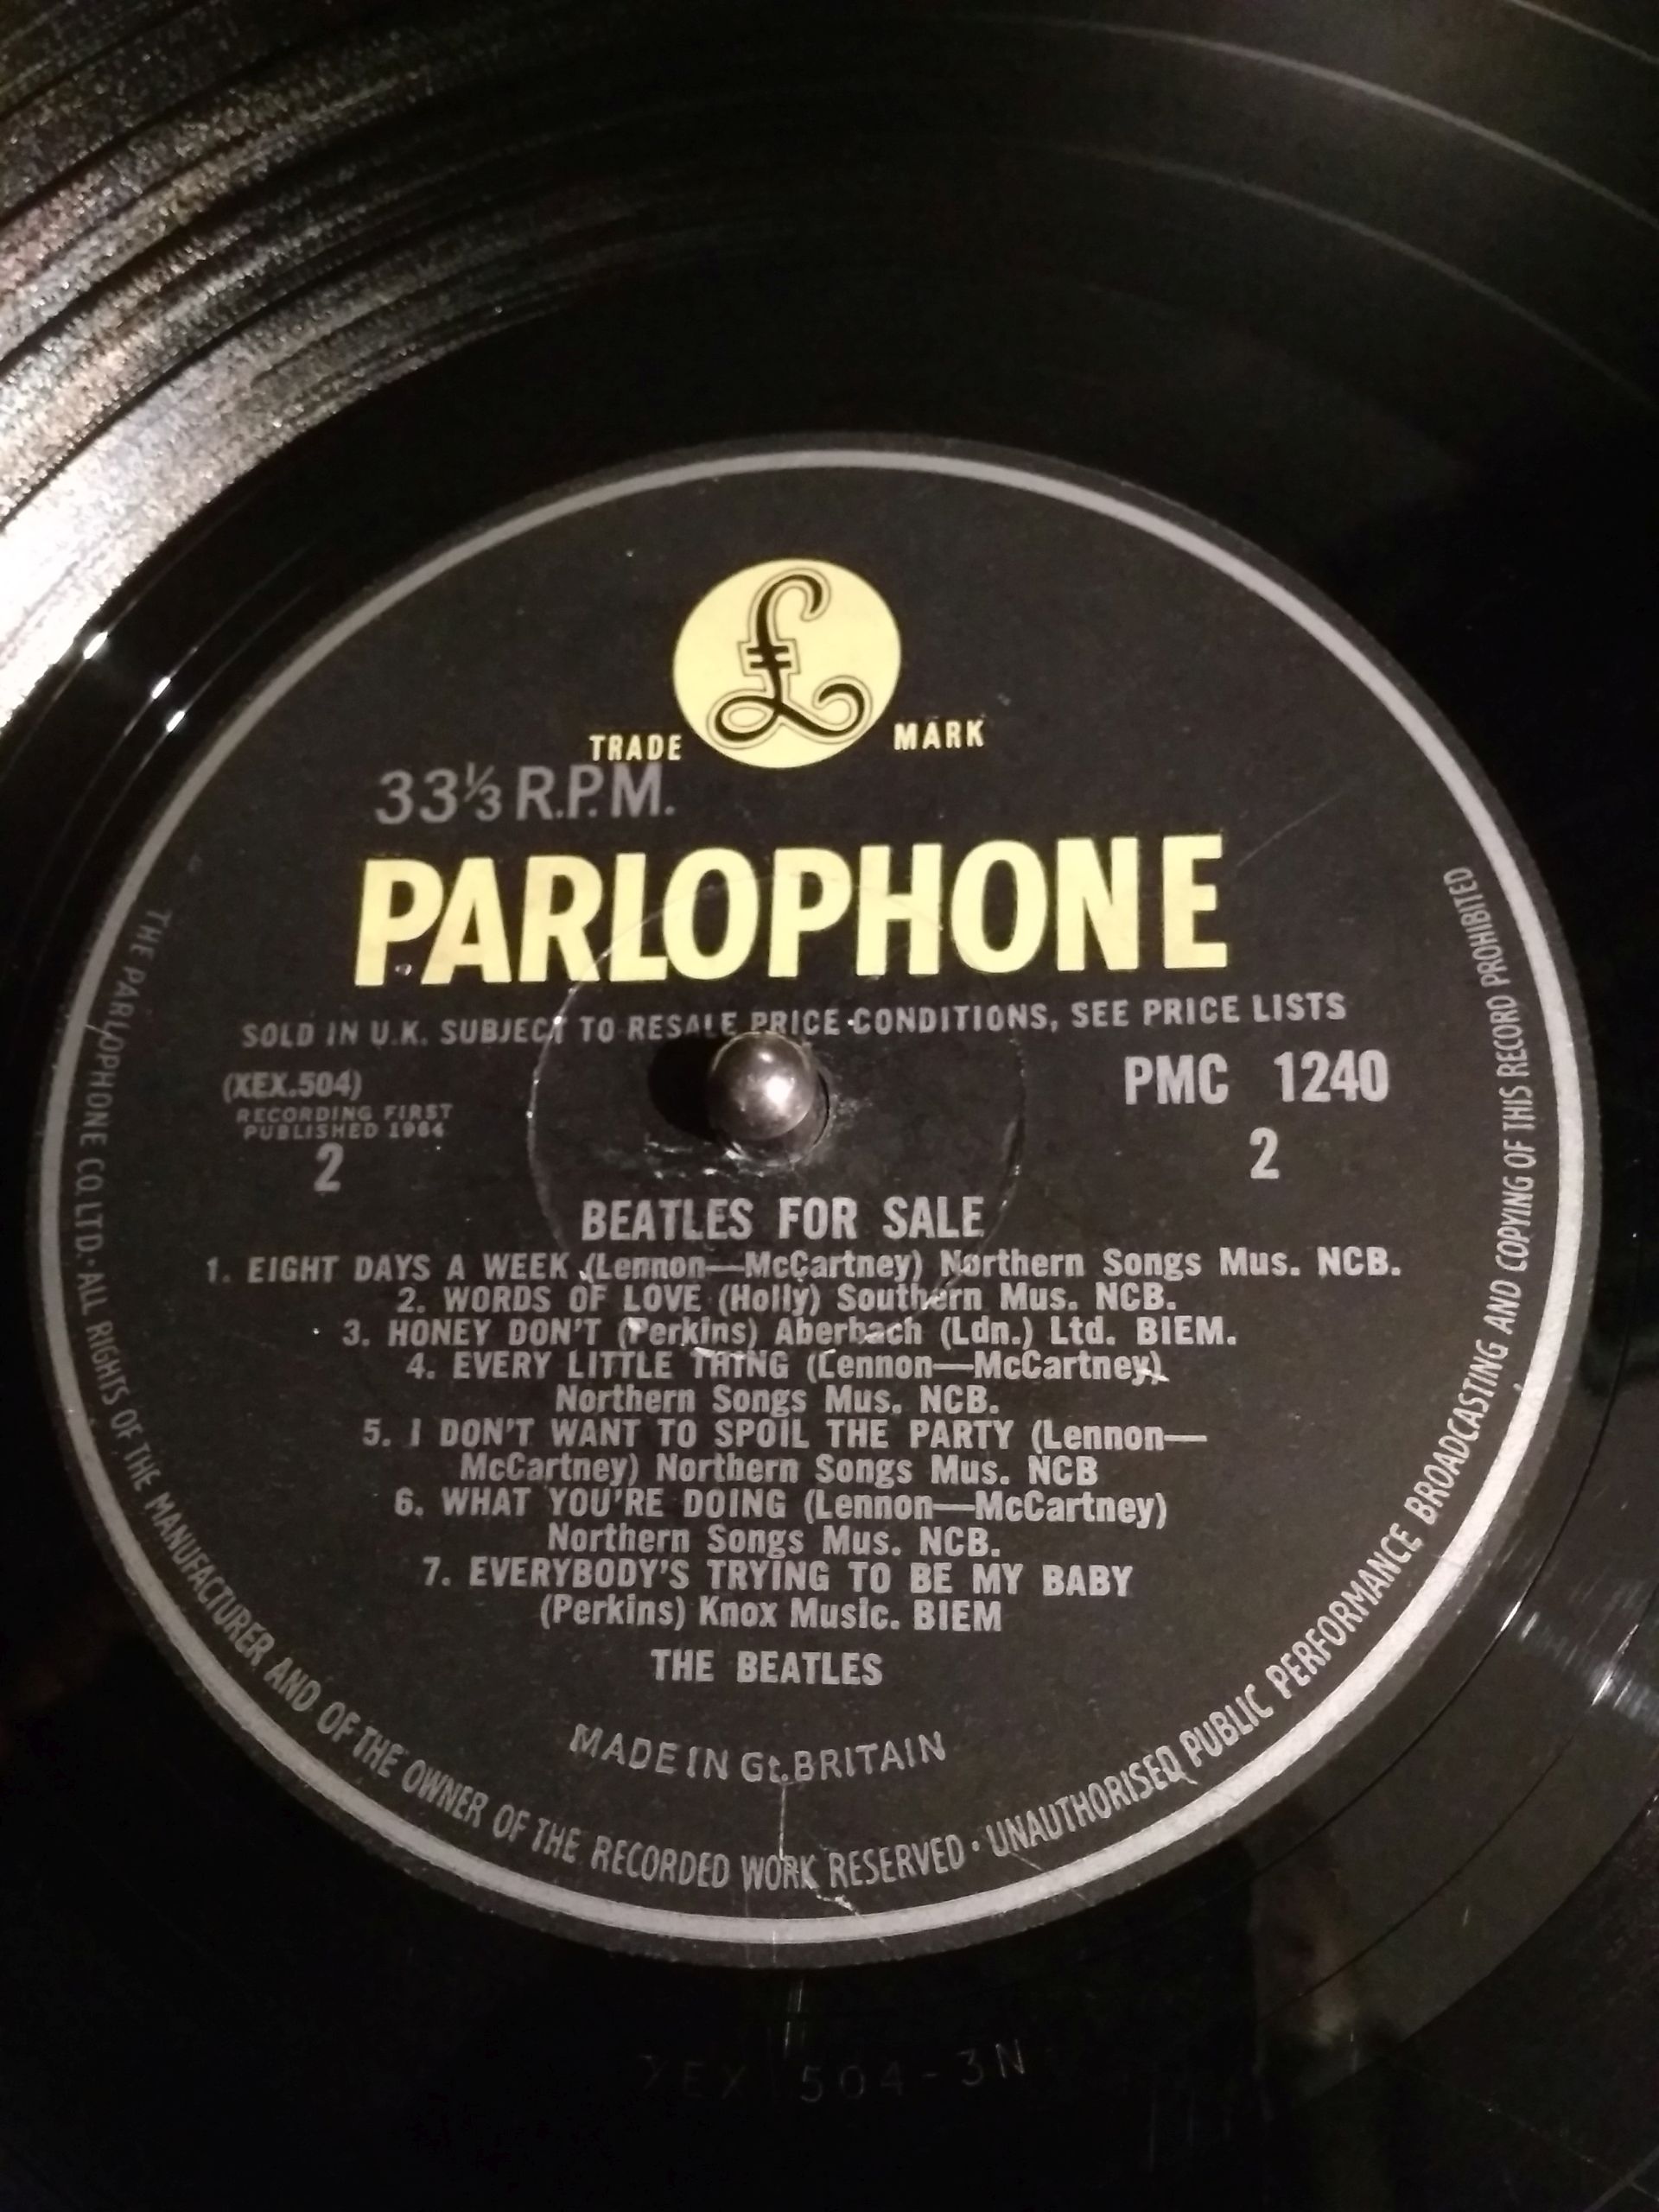 £
TRADE MARK
33⅓ R.P.M.
PARLOPHONE
SOLD IN U.K. SUBJECT TO RESALE PRICE CONDITIONS, SEE PRICE LISTS
(XEX.504)
RECORDING FIRST
PUBLISHED 1964
2
PMC 1240
2
BEATLES FOR SALE
1. EIGHT DAYS A WEEK (Lennon—McCartney) Northern Songs Mus. NCB.
2. WORDS OF LOVE (Holly) Southern Mus. NCB.
3. HONEY DON'T (Perkins) Aberbach (Ldn.) Ltd. BIEM.
4. EVERY LITTLE THING (Lennon—McCartney)
Northern Songs Mus. NCB.
5. I DON'T WANT TO SPOIL THE PARTY (Lennon—
McCartney) Northern Songs Mus. NCB
6. WHAT YOU'RE DOING (Lennon—McCartney)
Northern Songs Mus. NCB.
7. EVERYBODY'S TRYING TO BE MY BABY
(Perkins) Knox Music. BIEM
THE BEATLES
MADE IN Gt. BRITAIN
THE PARLOPHONE CO LTD · ALL RIGHTS OF THE MANUFACTURER AND OF THE OWNER OF THE RECORDED WORK RESERVED · UNAUTHORISED PUBLIC PERFORMANCE BROADCASTING AND COPYING OF THIS RECORD PROHIBITED
XEX 504-3N